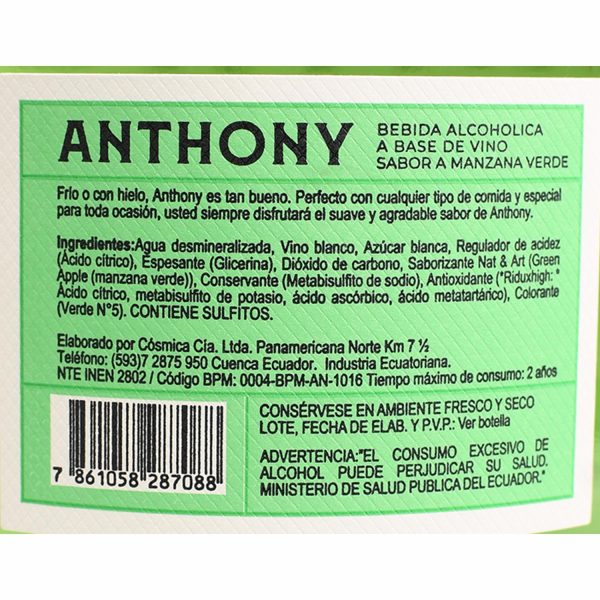 ANTHONY
BEBIDA ALCOHOLICA
A BASE DE VINO
SABOR A MANZANA VERDE
Frío o con hielo, Anthony es tan bueno. Perfecto con cualquier tipo de comida y especial
para toda ocasión, usted siempre disfrutará el suave y agradable sabor de Anthony.
Ingredientes:Agua desmineralizada, Vino blanco, Azúcar blanca, Regulador de acidez
(Ácido cítrico), Espesante (Glicerina), Dióxido de carbono, Saborizante Nat & Art (Green
Apple (manzana verde)), Conservante (Metabisulfito de sodio), Antioxidante ("Riduxhigh: "
Ácido cítrico, metabisulfito de potasio, ácido ascórbico, ácido metatartárico), Colorante
(Verde N°5). CONTIENE SULFITOS.
Elaborado por Cósmica Cía. Ltda. Panamericana Norte Km 7 ½
Teléfono: (593)7 2875 950 Cuenca Ecuador. Industria Ecuatoriana.
NTE INEN 2802 / Código BPM: 0004-BPM-AN-1016 Tiempo máximo de consumo: 2 años
CONSÉRVESE EN AMBIENTE FRESCO Y SECO
LOTE, FECHA DE ELAB. Y P.V.P.: Ver botella
ADVERTENCIA:"EL CONSUMO EXCESIVO DE
ALCOHOL PUEDE PERJUDICAR SU SALUD.
MINISTERIO DE SALUD PUBLICA DEL ECUADOR."
7 861058 287088